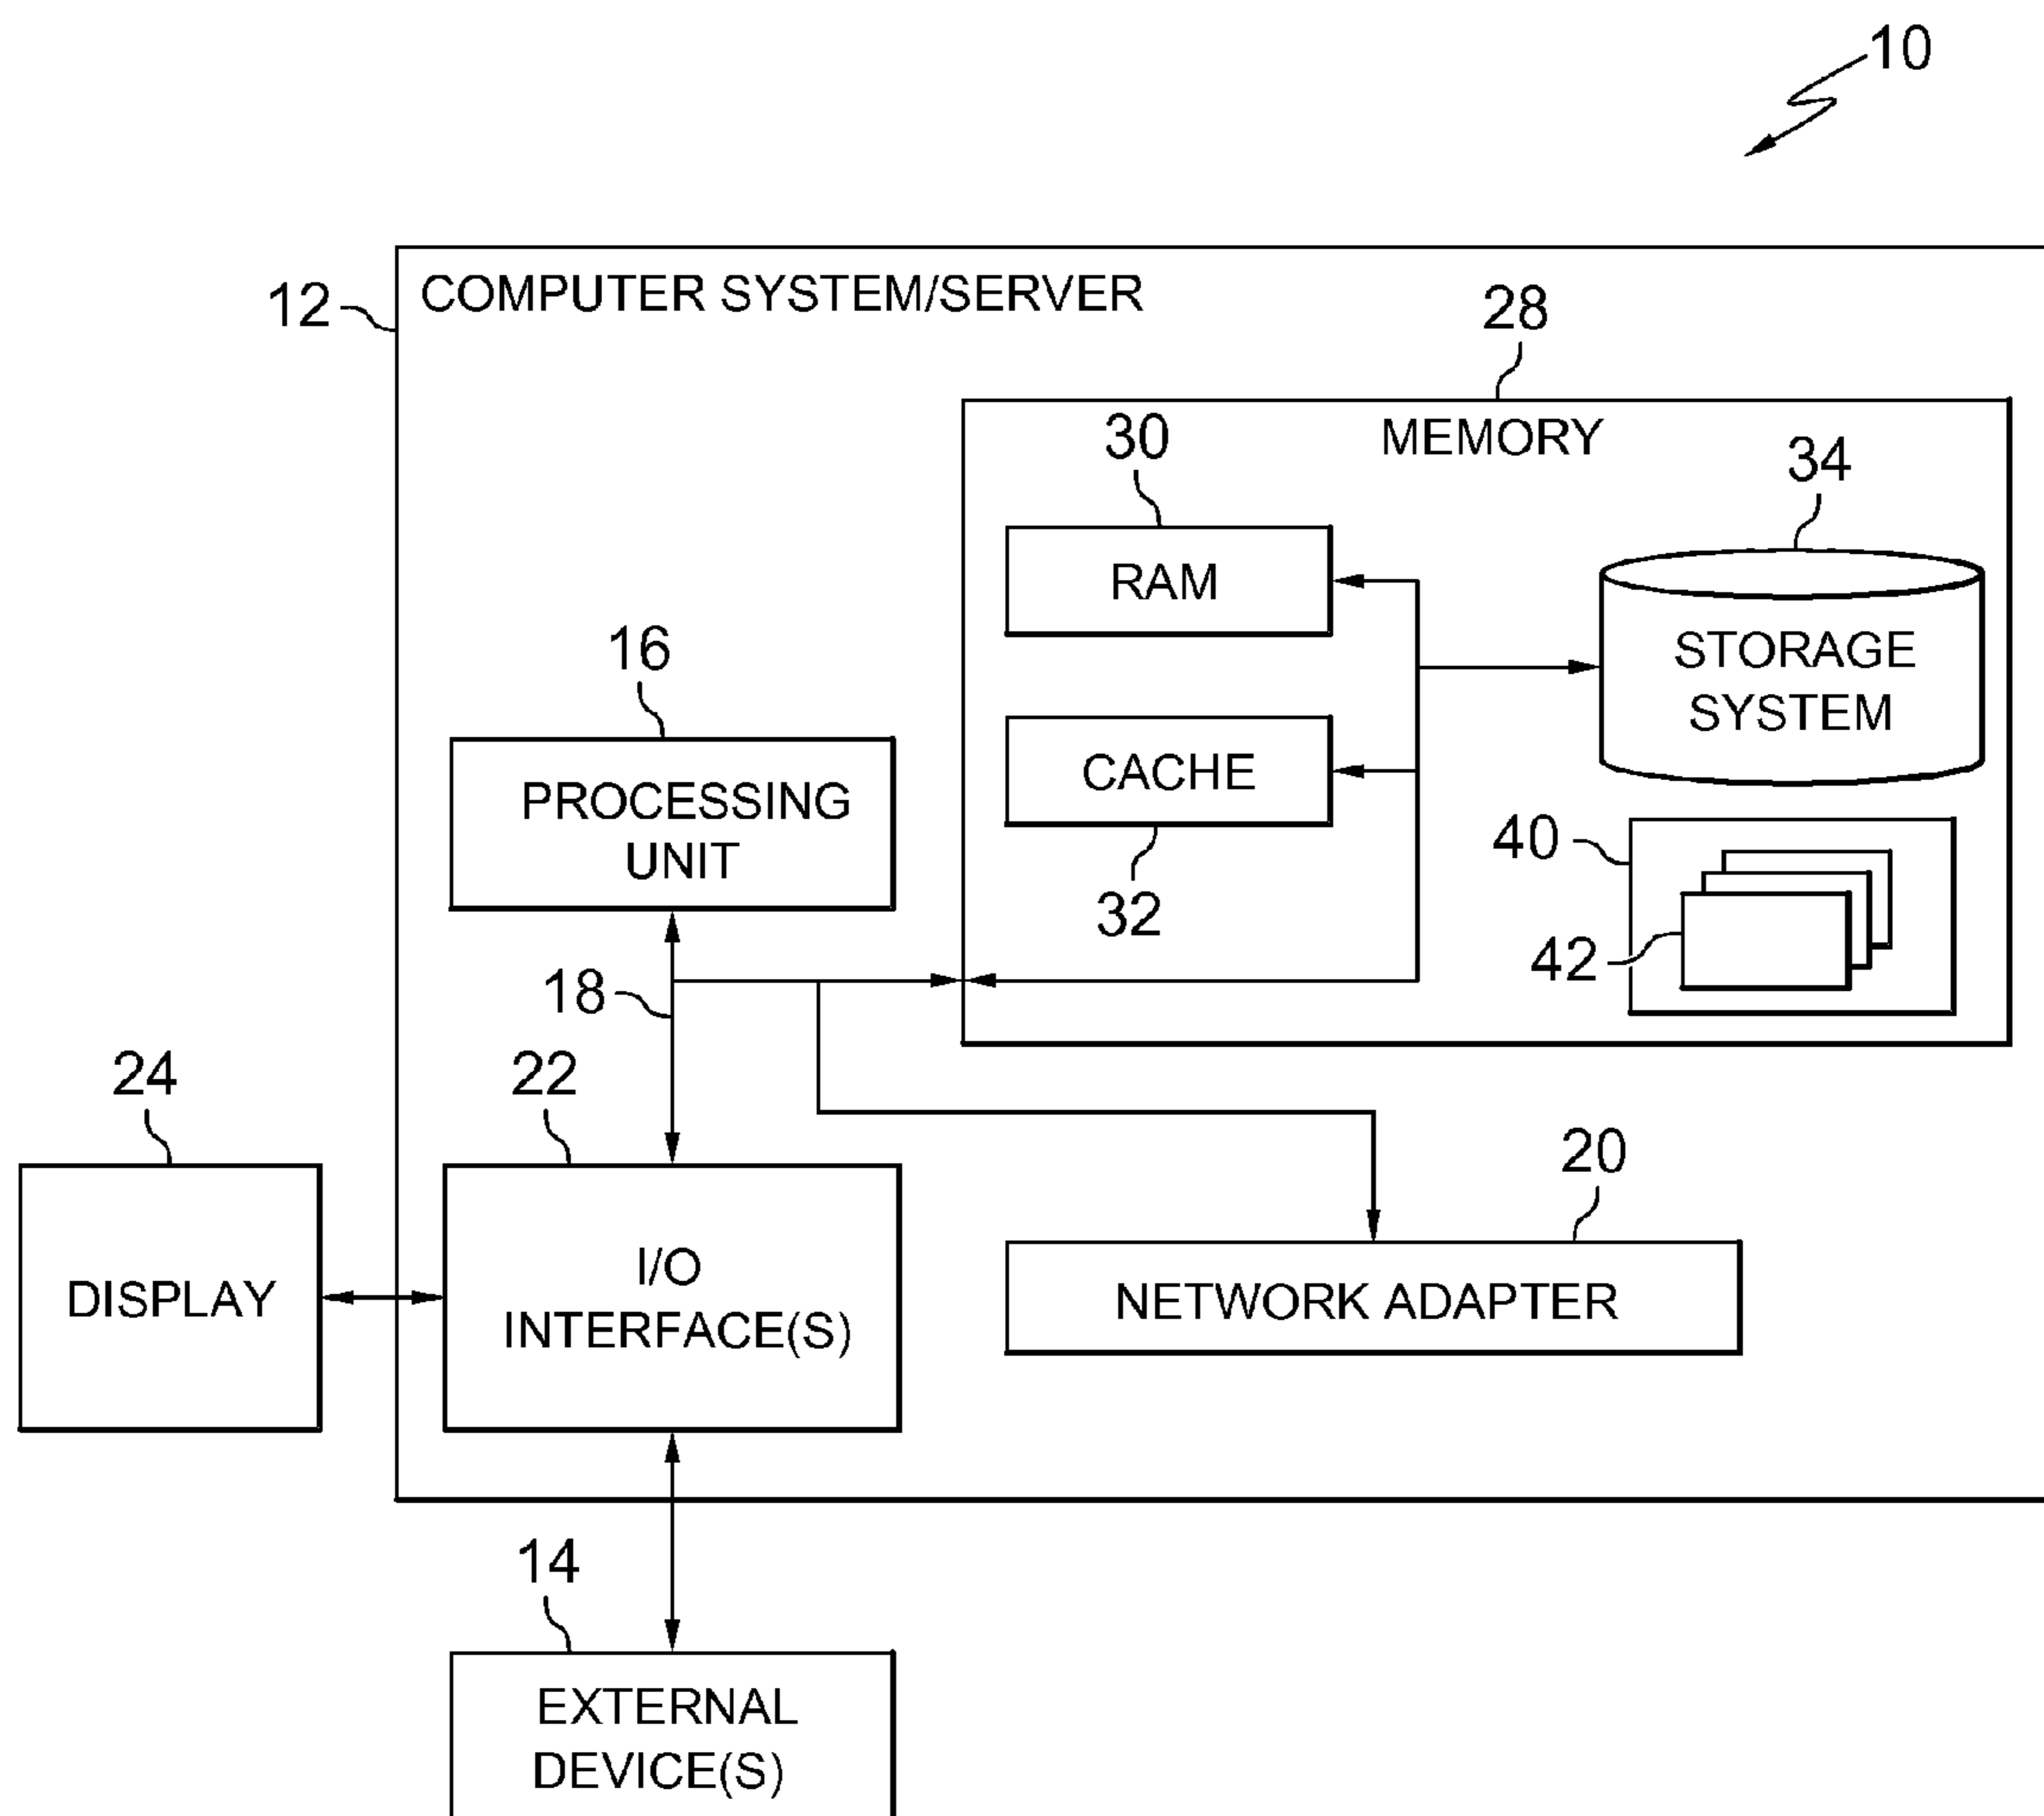 10
12
COMPUTER SYSTEM/SERVER
28
MEMORY
30
34
RAM
STORAGE
SYSTEM
16
PROCESSING
UNIT
CACHE
32
40
42
18
24
22
20
DISPLAY
I/O
INTERFACE(S)
NETWORK ADAPTER
14
EXTERNAL
DEVICE(S)